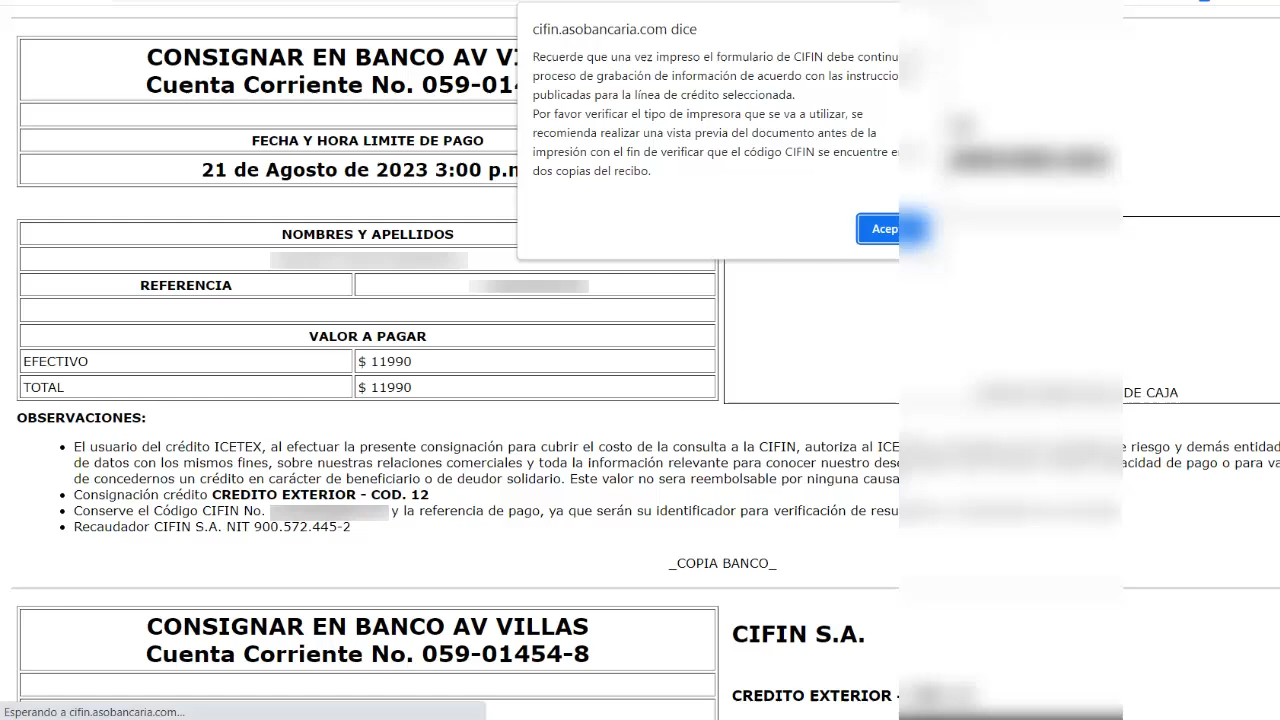 cifin.asobancaria.com dice
Recuerde que una vez impreso el formulario de CIFIN debe continu
proceso de grabación de información de acuerdo con las instruccio
publicadas para la línea de crédito seleccionada.
Por favor verificar el tipo de impresora que se va a utilizar, se
recomienda realizar una vista previa del documento antes de la
impresión con el fin de verificar que el código CIFIN se encuentre e
dos copias del recibo.
Acep
CONSIGNAR EN BANCO AV VI
Cuenta Corriente No. 059-014
FECHA Y HORA LIMITE DE PAGO
21 de Agosto de 2023 3:00 p.m
NOMBRES Y APELLIDOS
REFERENCIA
VALOR A PAGAR
EFECTIVO $ 11990
TOTAL $ 11990
DE CAJA
OBSERVACIONES:
• El usuario del crédito ICETEX, al efectuar la presente consignación para cubrir el costo de la consulta a la CIFIN, autoriza al ICE e riesgo y demás entidad
de datos con los mismos fines, sobre nuestras relaciones comerciales y toda la información relevante para conocer nuestro des acidad de pago o para va
de concedernos un crédito en carácter de beneficiario o de deudor solidario. Este valor no sera reembolsable por ninguna causa
• Consignación crédito CREDITO EXTERIOR - COD. 12
• Conserve el Código CIFIN No. y la referencia de pago, ya que serán su identificador para verificación de resu
• Recaudador CIFIN S.A. NIT 900.572.445-2
_COPIA BANCO_
CONSIGNAR EN BANCO AV VILLAS
Cuenta Corriente No. 059-01454-8
CIFIN S.A.
CREDITO EXTERIOR -
Esperando a cifin.asobancaria.com...